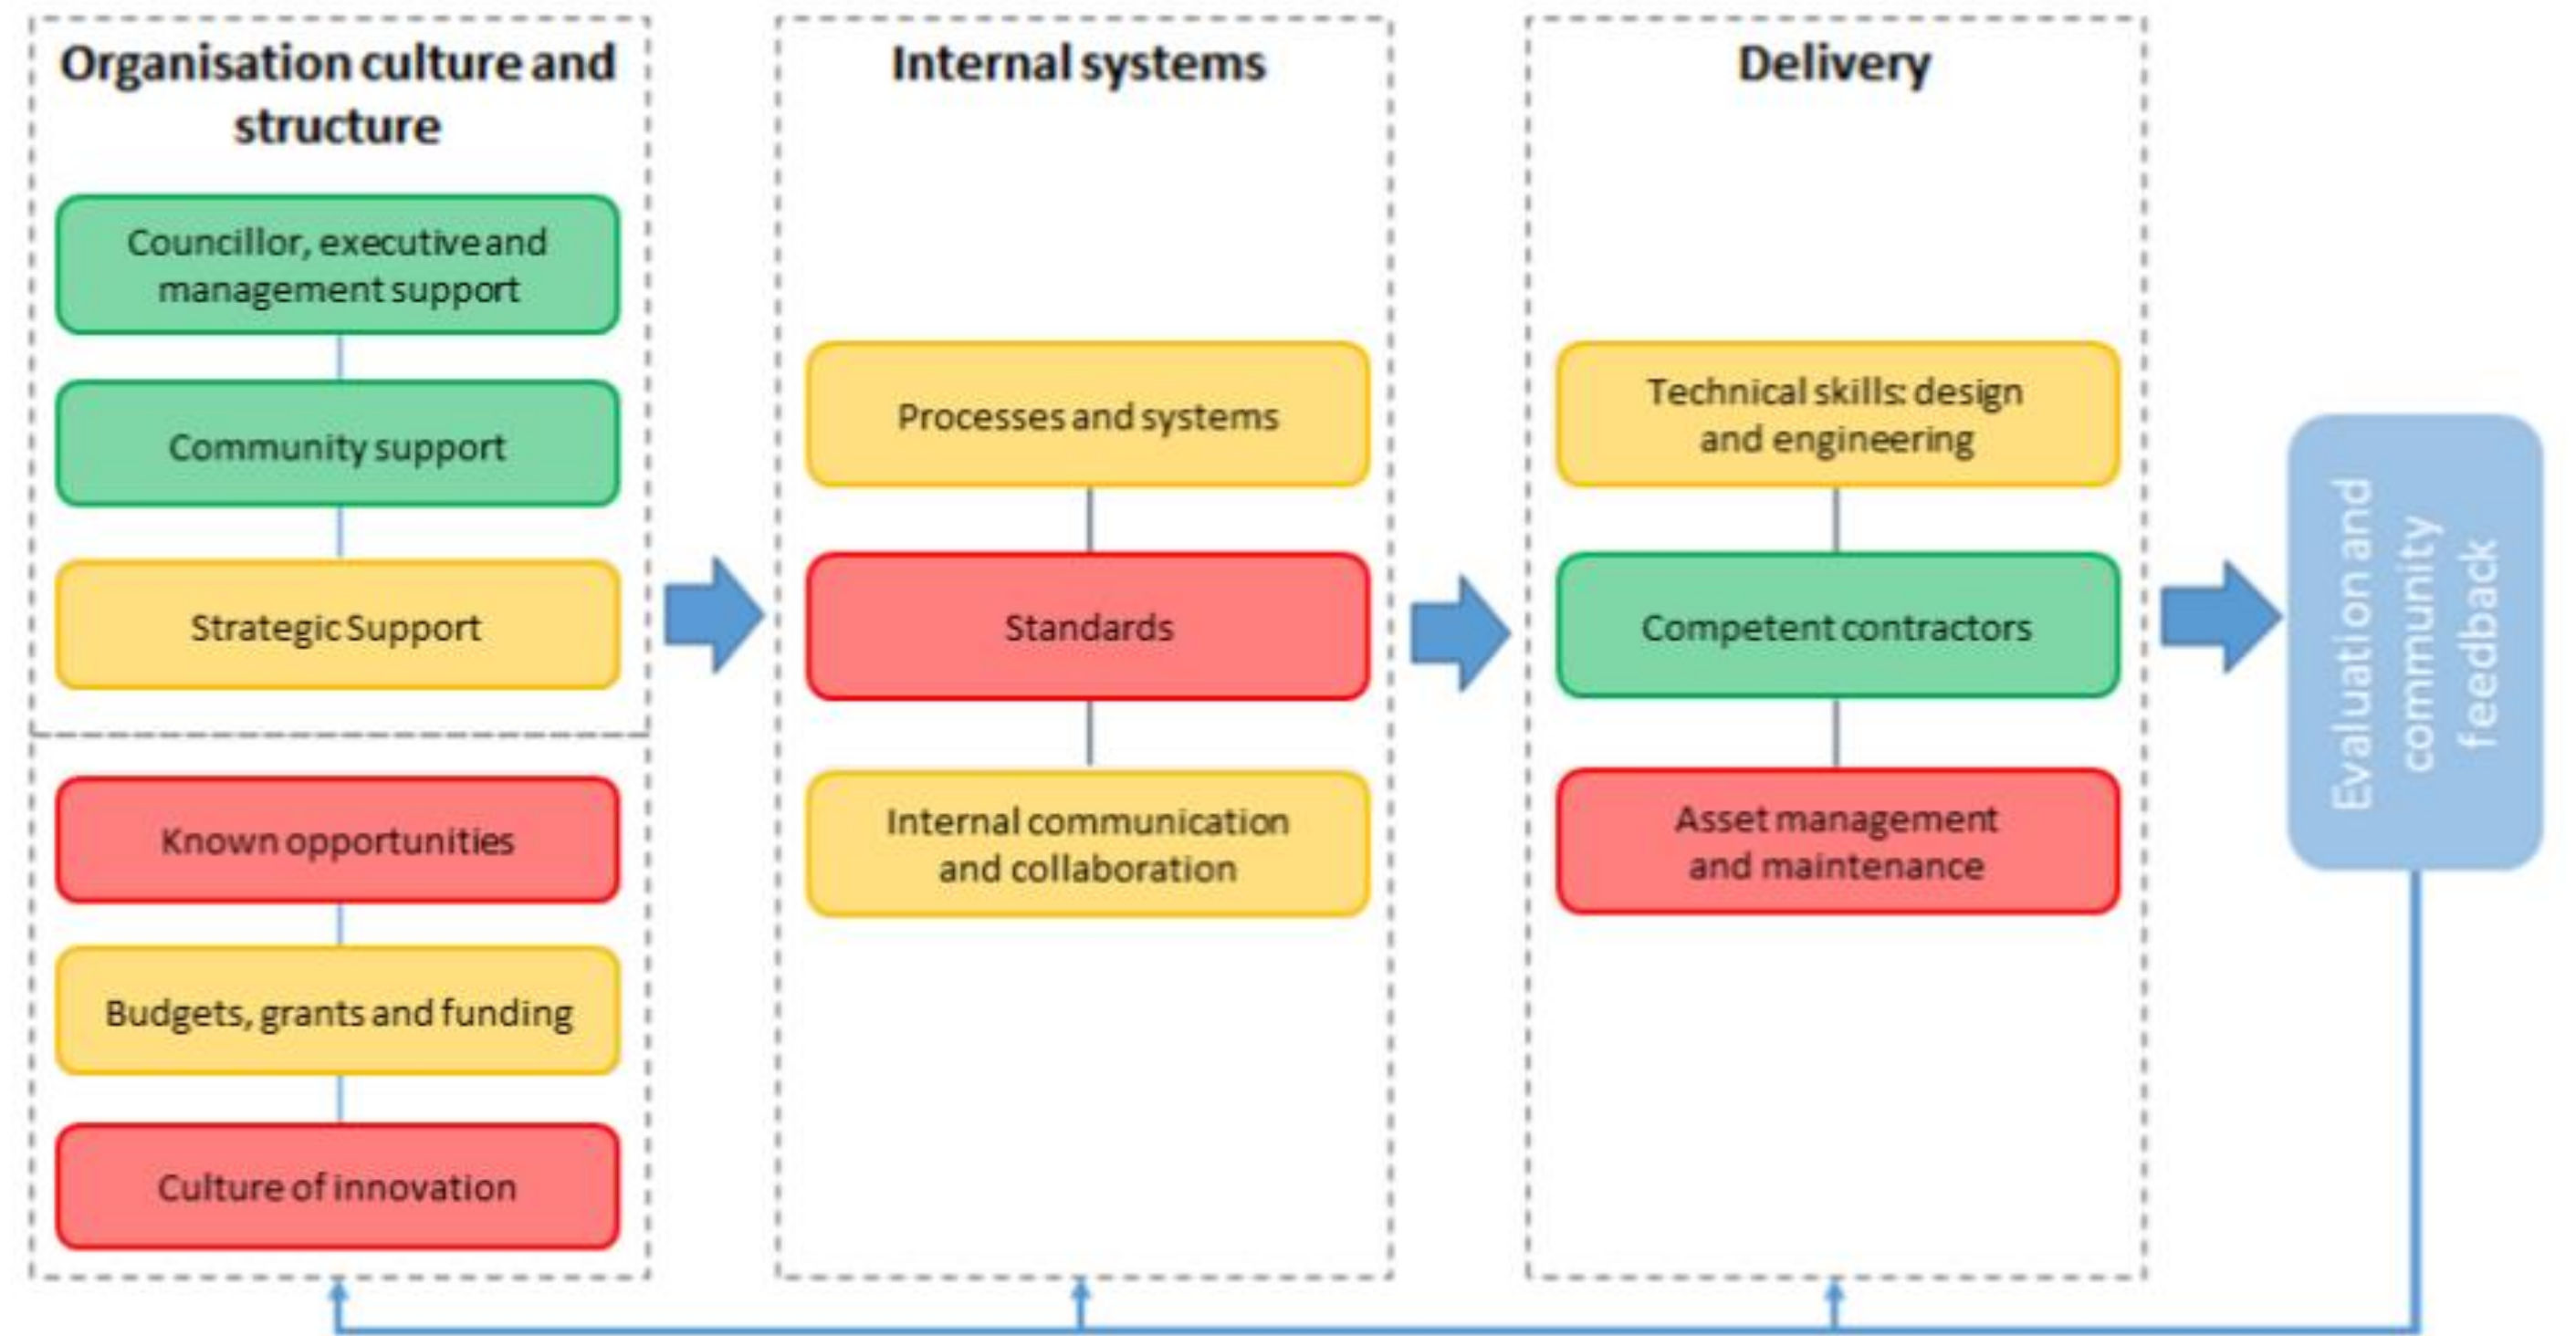 Organisation culture and
structure
Councillor, executive and
management support
Community support
Strategic Support
Known opportunities
Budgets, grants and funding
Culture of innovation
Internal systems
Processes and systems
Standards
Internal communication
and collaboration
Delivery
Technical skills: design
and engineering
Competent contractors
Asset management
and maintenance
Evaluation and
community
feedback